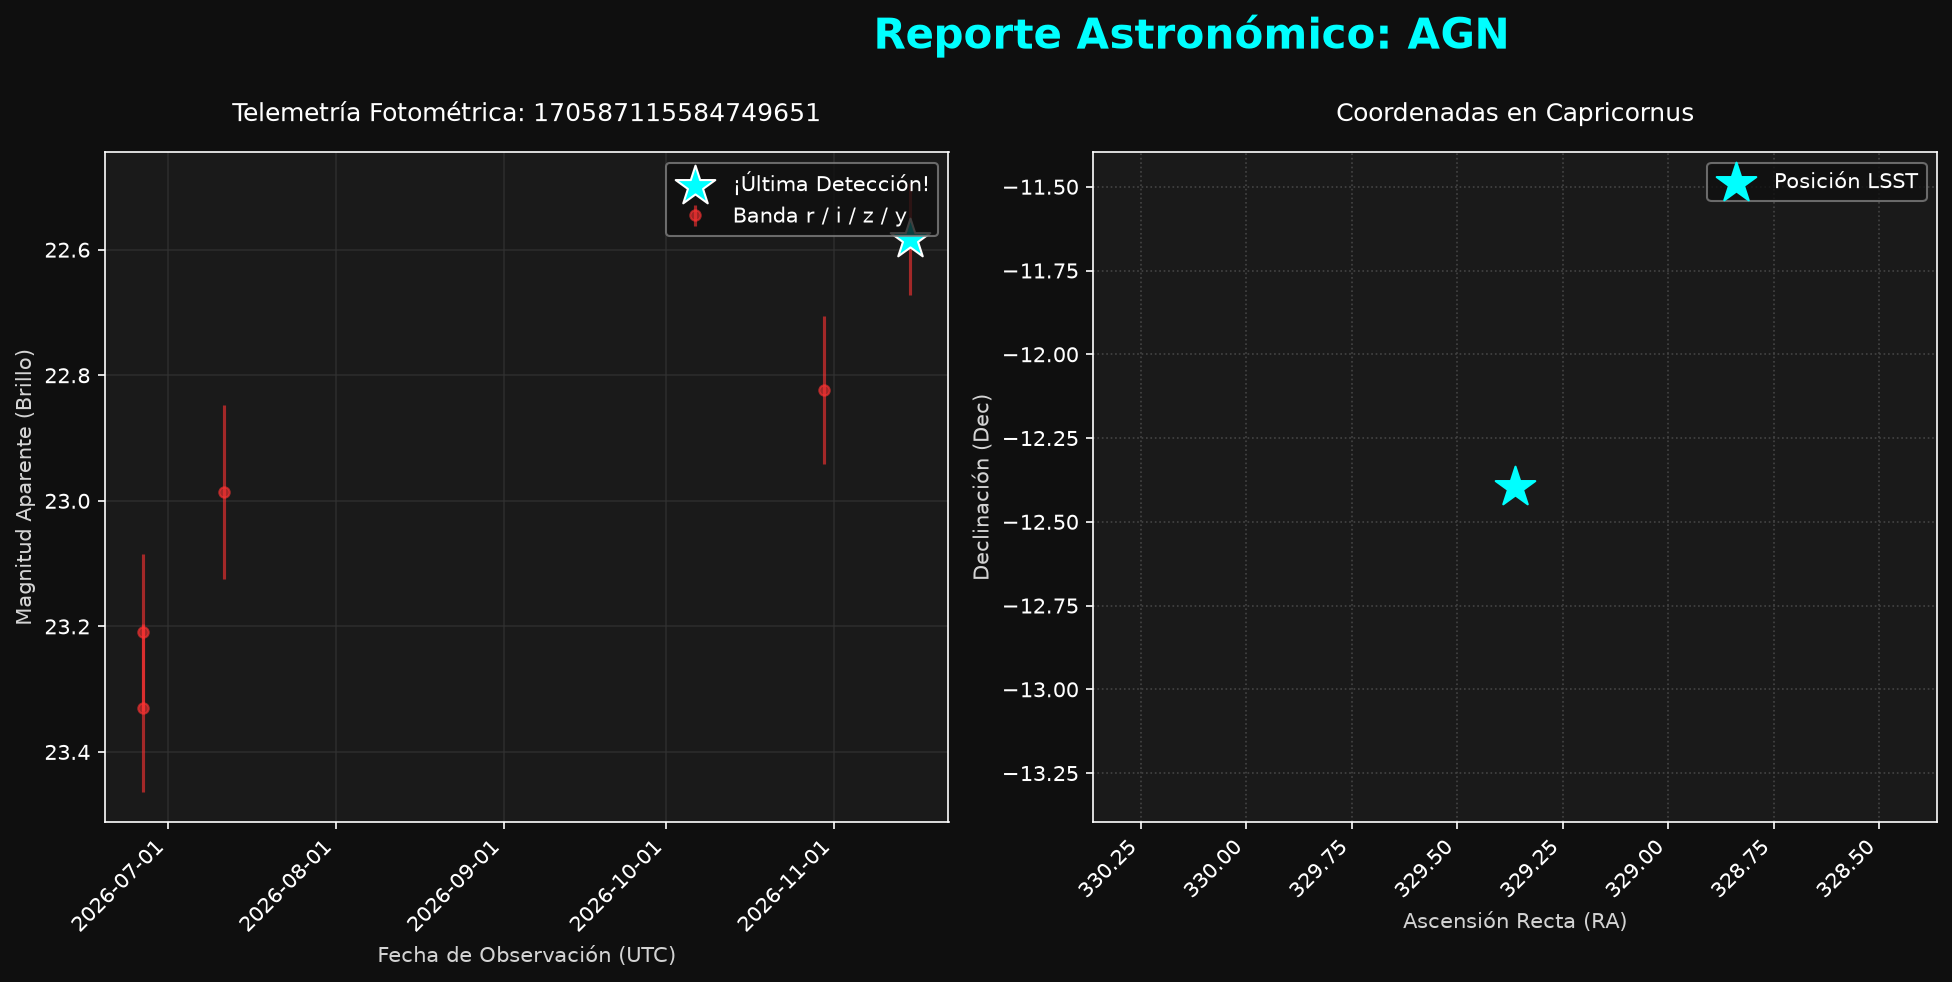 Reporte Astronómico: AGN
Telemetría Fotométrica: 170587115584749651
¡Última Detección!
Banda r / i / z / y
Magnitud Aparente (Brillo)
22.6
22.8
23.0
23.2
23.4
2026-07-01
2026-08-01
2026-09-01
2026-10-01
2026-11-01
Fecha de Observación (UTC)
Coordenadas en Capricornus
Posición LSST
Declinación (Dec)
−11.50
−11.75
−12.00
−12.25
−12.50
−12.75
−13.00
−13.25
330.25
330.00
329.75
329.50
329.25
329.00
328.75
328.50
Ascensión Recta (RA)